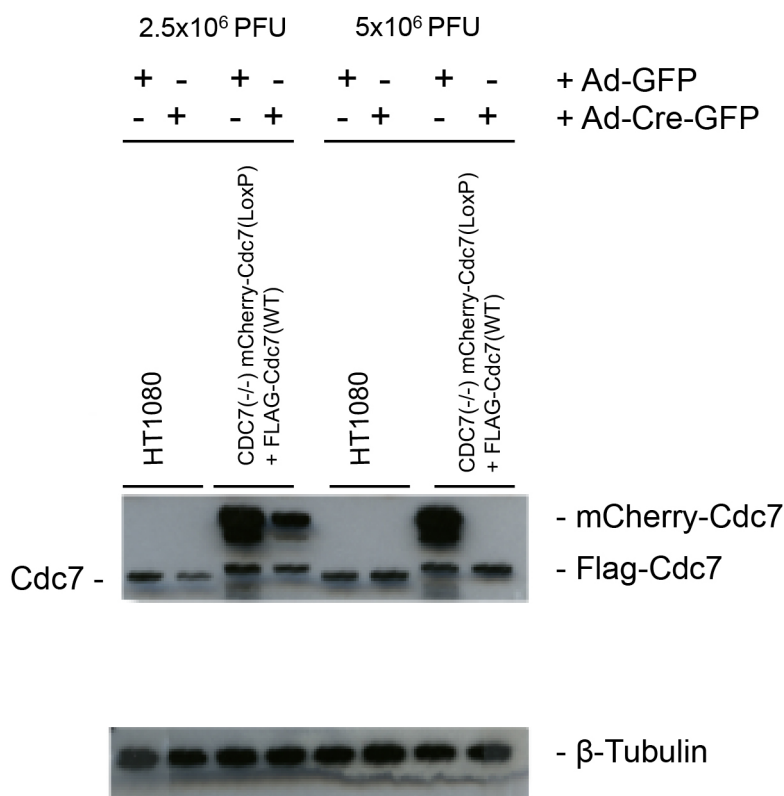 2.5x10⁶ PFU 5x10⁶ PFU
+ - + - + - + - + Ad-GFP
- + - + - + - + + Ad-Cre-GFP
HT1080
CDC7(-/-) mCherry-Cdc7(LoxP)
+ FLAG-Cdc7(WT)
HT1080
CDC7(-/-) mCherry-Cdc7(LoxP)
+ FLAG-Cdc7(WT)
- mCherry-Cdc7
Cdc7 - - Flag-Cdc7
- β-Tubulin